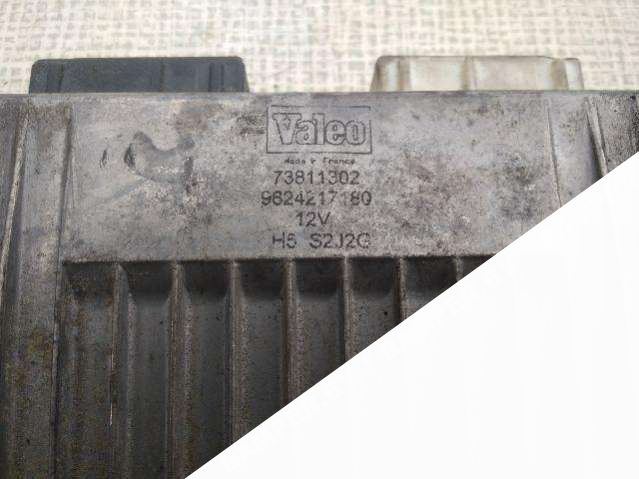 Valeo
Made in France
73811302
9624217180
12V
H5 S2J2G